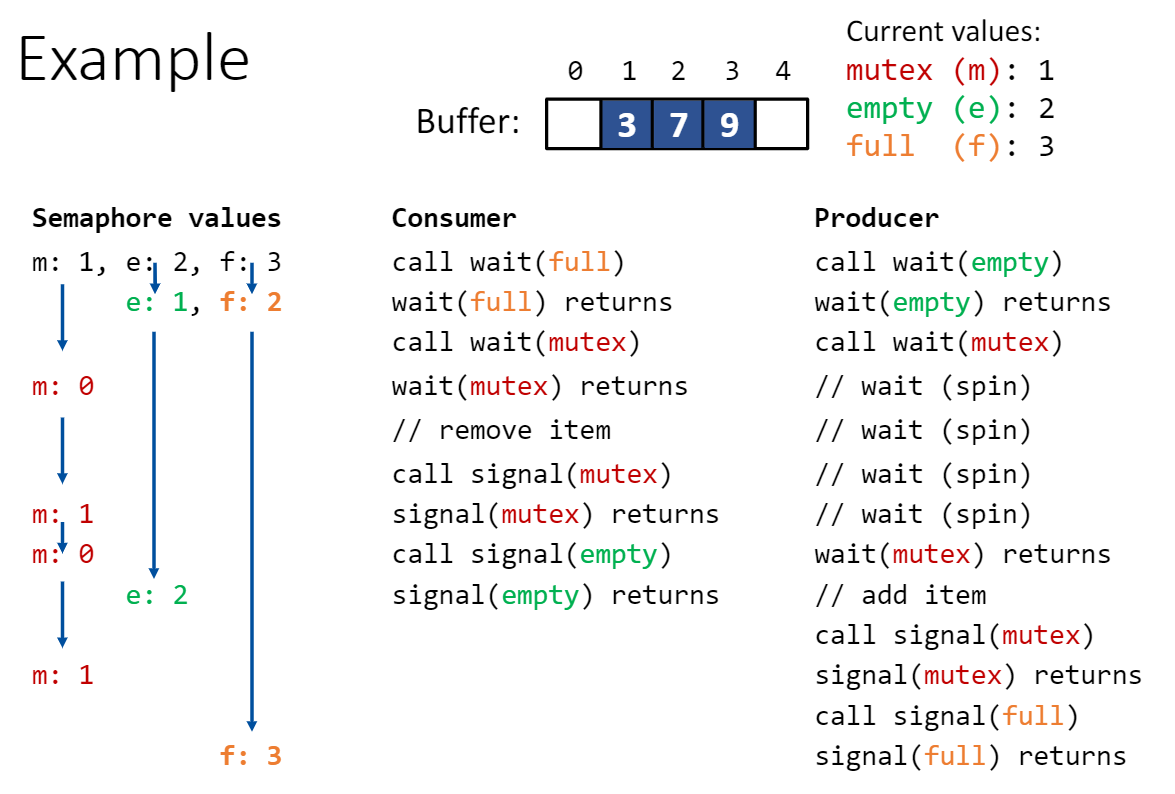 Example
Current values:
mutex (m): 1
empty (e): 2
full (f): 3
0 1 2 3 4
Buffer: 3 7 9
Semaphore values Consumer Producer
m: 1, e: 2, f: 3 call wait(full) call wait(empty)
e: 1, f: 2 wait(full) returns wait(empty) returns
call wait(mutex) call wait(mutex)
m: 0 wait(mutex) returns // wait (spin)
// remove item // wait (spin)
call signal(mutex) // wait (spin)
m: 1 signal(mutex) returns // wait (spin)
m: 0 call signal(empty) wait(mutex) returns
e: 2 signal(empty) returns // add item
call signal(mutex)
m: 1 signal(mutex) returns
call signal(full)
f: 3 signal(full) returns